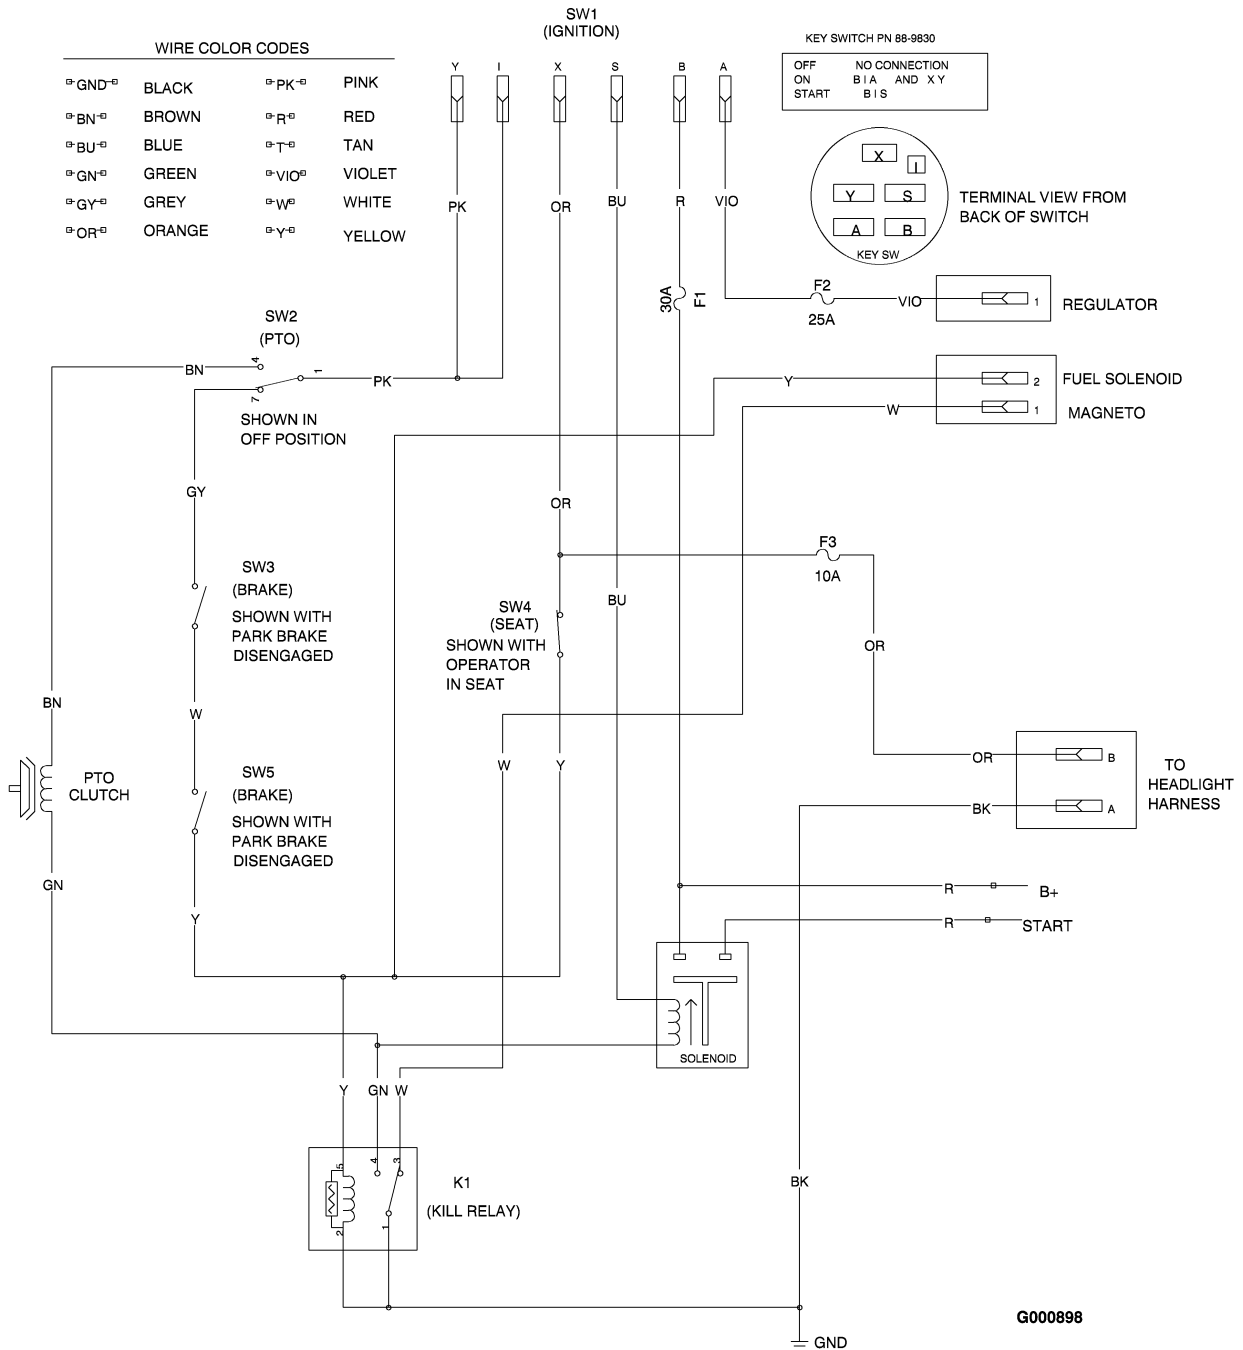 SW1
(IGNITION)
KEY SWITCH PN 88-9830
WIRE COLOR CODES
OFF NO CONNECTION
ON B I A AND X Y
START B I S
Y I X S B A
GND BLACK PK PINK
BN BROWN R RED
BU BLUE T TAN
GN GREEN VIO VIOLET
GY GREY W WHITE
OR ORANGE Y YELLOW
X
I
Y S
A B
KEY SW
TERMINAL VIEW FROM
BACK OF SWITCH
PK OR BU R VIO
30A
F1
F2
25A
VIO
1
REGULATOR
SW2
(PTO)
4
1
7
BN
PK
SHOWN IN
OFF POSITION
Y
2
FUEL SOLENOID
W
1
MAGNETO
GY
OR
F3
10A
SW3
(BRAKE)
SHOWN WITH
PARK BRAKE
DISENGAGED
SW4
(SEAT)
SHOWN WITH
OPERATOR
IN SEAT
BU
OR
BN
W
W
Y
PTO
CLUTCH
SW5
(BRAKE)
SHOWN WITH
PARK BRAKE
DISENGAGED
OR
B
BK
A
TO
HEADLIGHT
HARNESS
GN
Y
R
B+
R
START
SOLENOID
Y GN W
5
4
3
2
1
K1
(KILL RELAY)
BK
G000898
GND